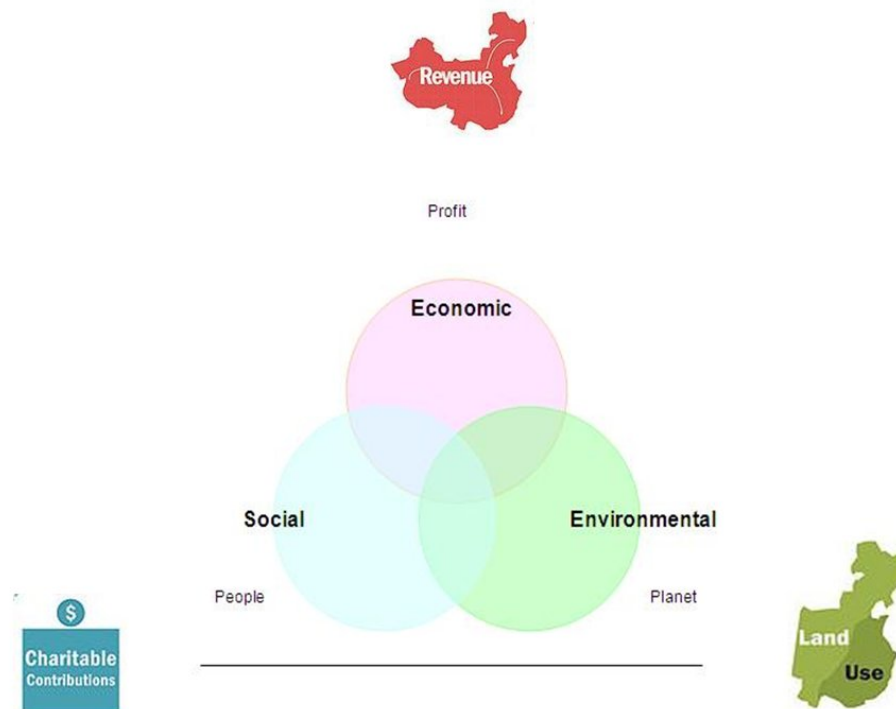 Revenue
Profit
Economic
Social
Environmental
People
Planet
$
Charitable
Contributions
Land
Use